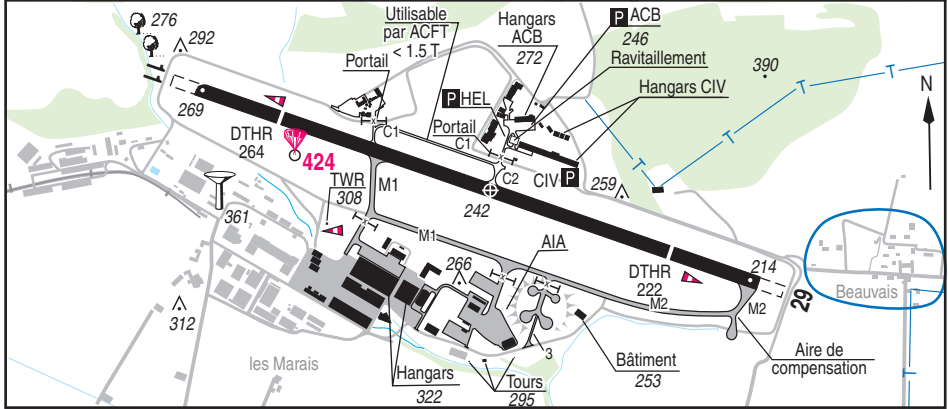 276
292
Utilisable
par ACFT
< 1.5 T
Portail
Hangars
ACB
272
P ACB
246
Ravitaillement
Hangars CIV
390
N
269
P HEL
Portail
C1
C1
DTHR
264
424
C2
CIV P
259
TWR
308
M1
242
361
M1
AIA
266
DTHR
222
214
M2
M2
29
Beauvais
312
3
les Marais
Hangars
322
Tours
295
Bâtiment
253
Aire de
compensation
T
T
T
T
T